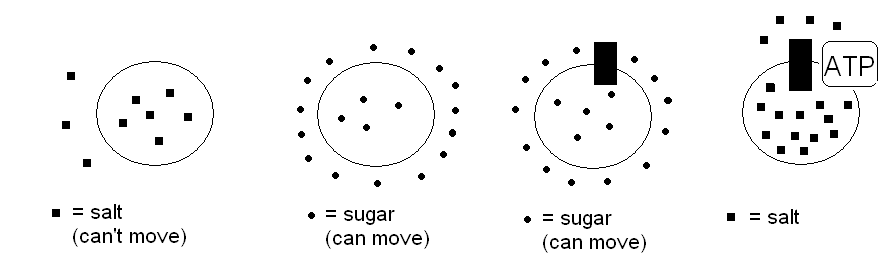 ATP
= salt
(can't move)
= sugar
(can move)
= sugar
(can move)
= salt